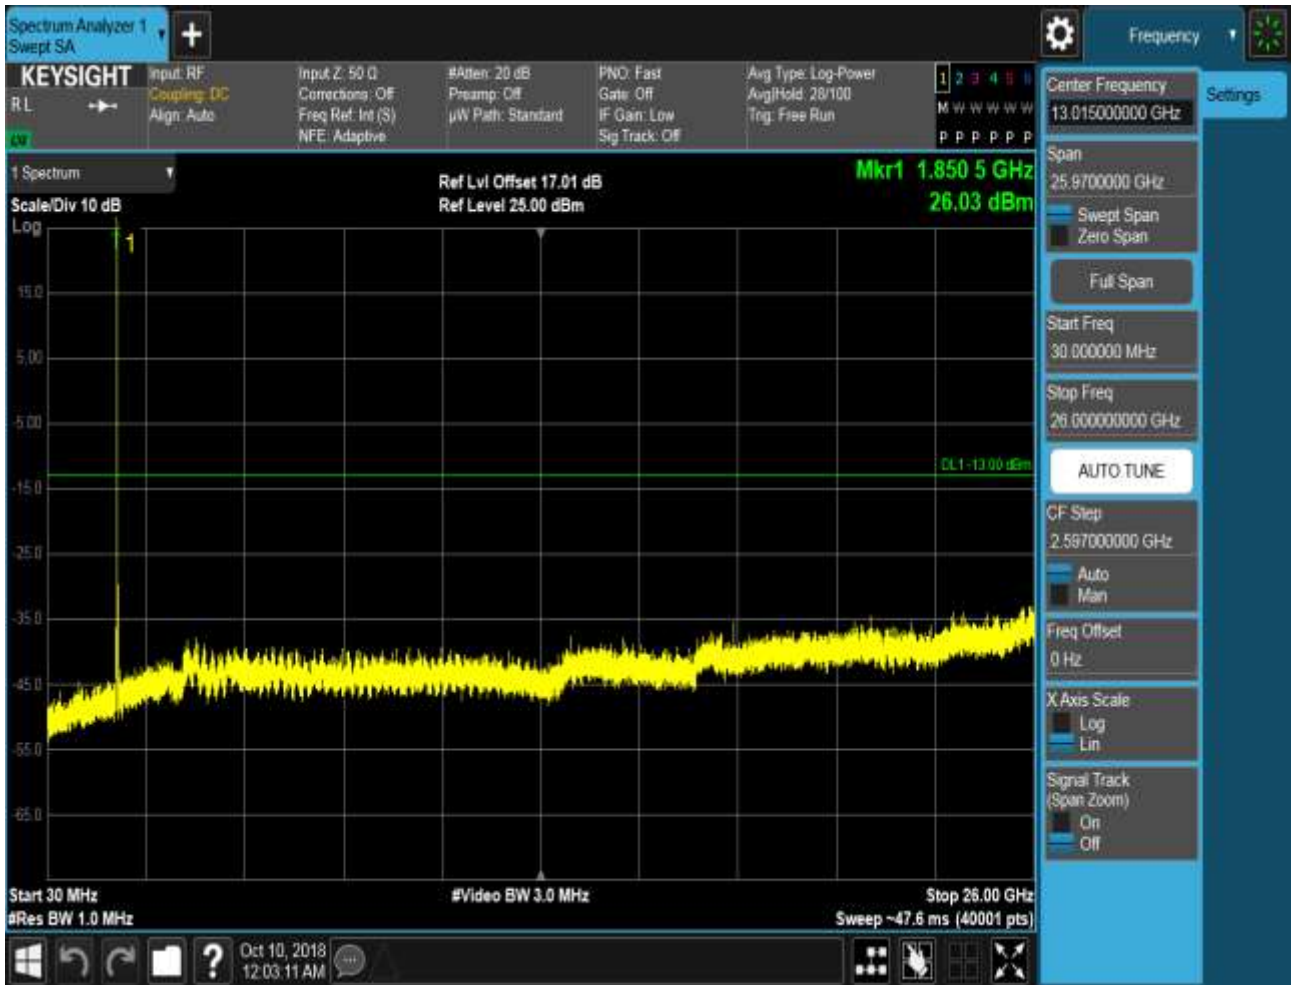 Spectrum Analyzer 1
Swept SA
+
Frequency
KEYSIGHT
R L
Input: RF
Coupling: DC
Align: Auto
Input Z: 50 Ω
Corrections: Off
Freq Ref: Int (S)
NFE: Adaptive
#Atten: 20 dB
Preamp: Off
µW Path: Standard
PNO: Fast
Gate: Off
IF Gain: Low
Sig Track: Off
Avg Type: Log-Power
Avg|Hold: 28/100
Trig: Free Run
1 2 3 4 5 6
M W W W W W
P P P P P P
1 Spectrum
Scale/Div 10 dB
Log
Ref Lvl Offset 17.01 dB
Ref Level 25.00 dBm
Mkr1 1.850 5 GHz
26.03 dBm
1
15.0
5.00
-5.00
DL1 -13.00 dBm
-15.0
-25.0
-35.0
-45.0
-55.0
-65.0
Start 30 MHz
#Res BW 1.0 MHz
#Video BW 3.0 MHz
Stop 26.00 GHz
Sweep ~47.6 ms (40001 pts)
?
Oct 10, 2018
12:03:11 AM
Center Frequency
13.015000000 GHz
Settings
Span
25.9700000 GHz
Swept Span
Zero Span
Full Span
Start Freq
30.000000 MHz
Stop Freq
26.000000000 GHz
AUTO TUNE
CF Step
2.597000000 GHz
Auto
Man
Freq Offset
0 Hz
X Axis Scale
Log
Lin
Signal Track
(Span Zoom)
On
Off